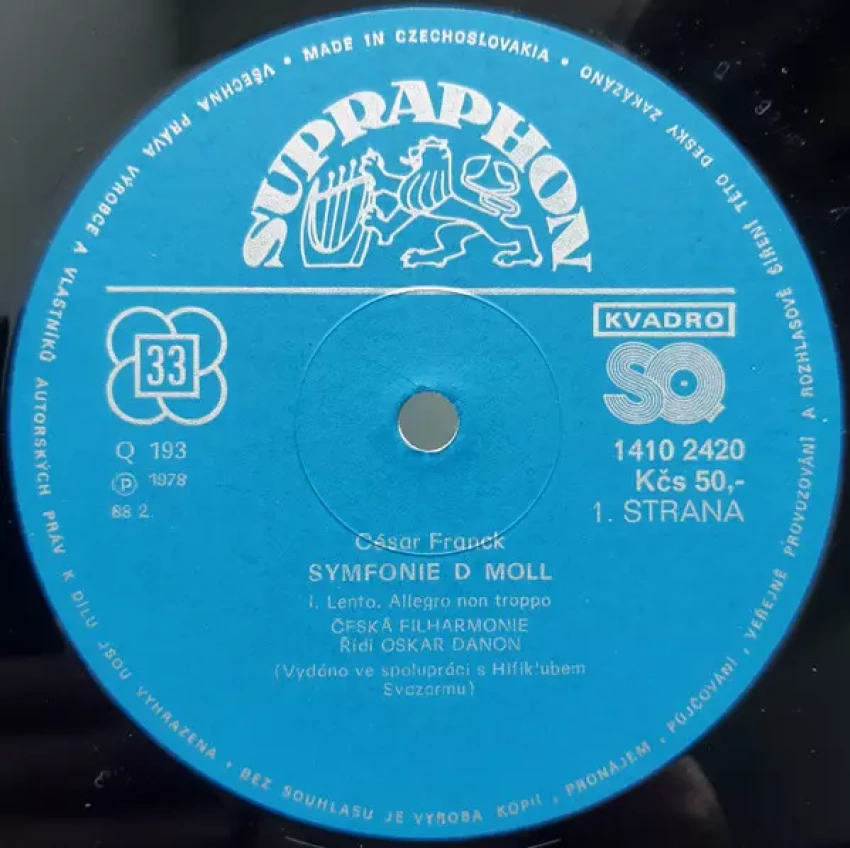 VŠECHNA PRÁVA VÝROBCE A VLASTNÍKŮ AUTORSKÝCH PRÁV K DÍLU JSOU VYHRAZENA • BEZ SOUHLASU JE VÝROBA KOPIÍ, PRONÁJEM, PŮJČOVÁNÍ, VEŘEJNÉ PROVOZOVÁNÍ A ROZHLASOVÉ ŠÍŘENÍ TÉTO DESKY ZAKÁZÁNO • MADE IN CZECHOSLOVAKIA •
SUPRAPHON
33
KVADRO
SQ
Q 193
1410 2420
Ⓟ 1978
Kčs 50,-
88 2.
1. STRANA
César Franck
SYMFONIE D MOLL
I. Lento. Allegro non troppo
ČESKÁ FILHARMONIE
Řídí OSKAR DANON
(Vydáno ve spolupráci s Hifik'ubem
Svazarmu)